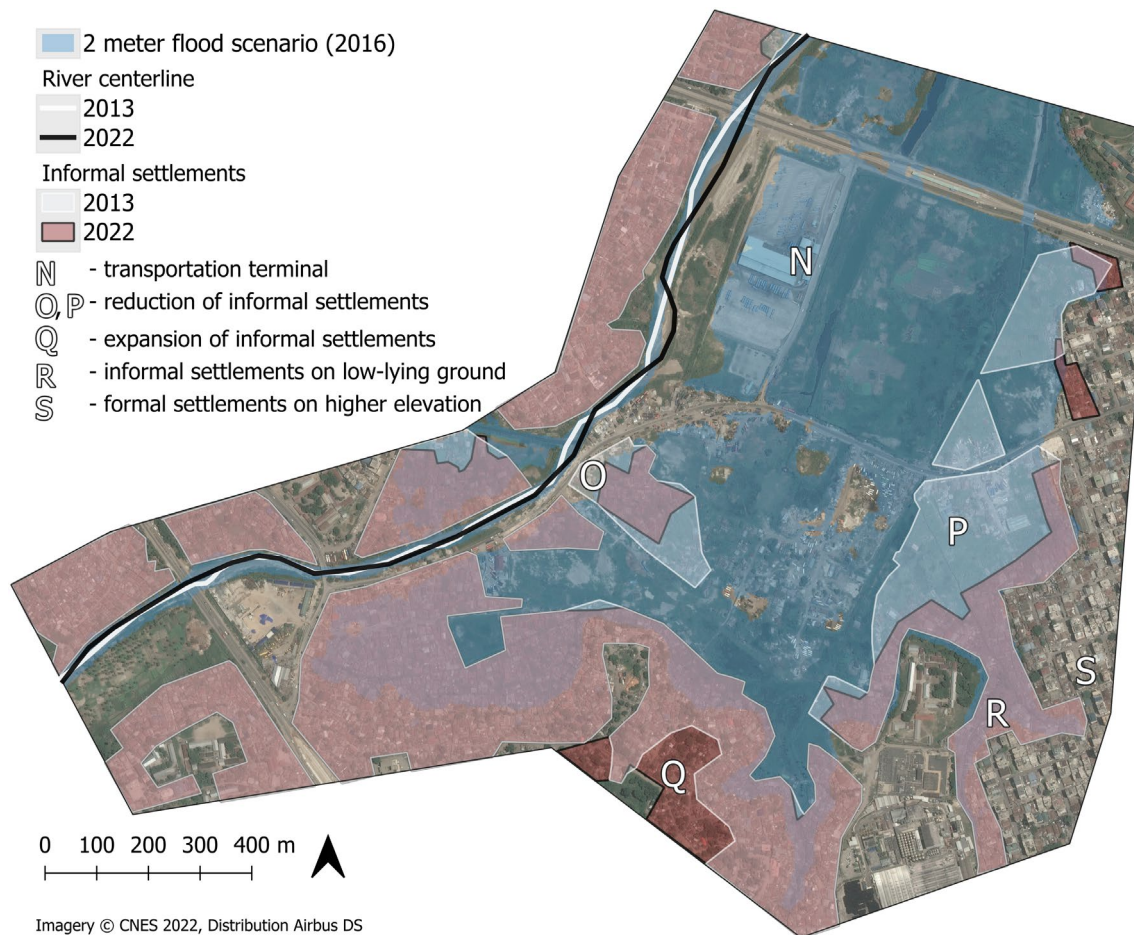 2 meter flood scenario (2016)
River centerline
2013
2022
Informal settlements
2013
2022
N - transportation terminal
O,P - reduction of informal settlements
Q - expansion of informal settlements
R - informal settlements on low-lying ground
S - formal settlements on higher elevation
N
O
P
S
R
Q
0 100 200 300 400 m
Imagery © CNES 2022, Distribution Airbus DS